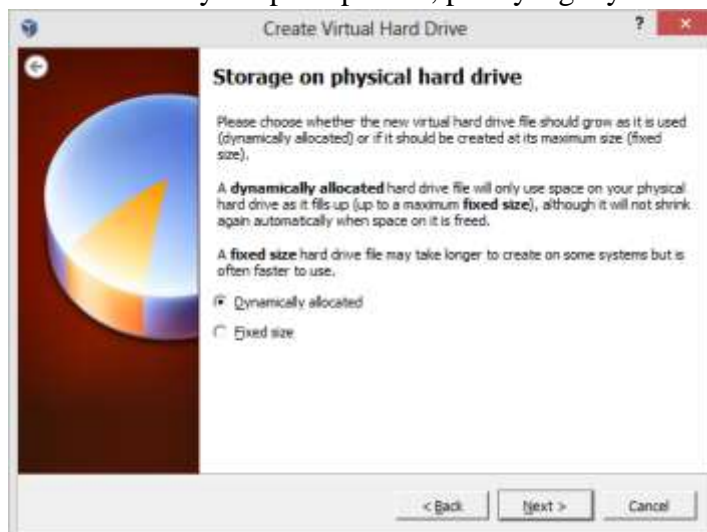 Create Virtual Hard Drive
?
Storage on physical hard drive
Please choose whether the new virtual hard drive file should grow as it is used
(dynamically allocated) or if it should be created at its maximum size (fixed
size).
A dynamically allocated hard drive file will only use space on your physical
hard drive as it fills up (up to a maximum fixed size), although it will not shrink
again automatically when space on it is freed.
A fixed size hard drive file may take longer to create on some systems but is
often faster to use.
Dynamically allocated
Fixed size
< Back Next > Cancel